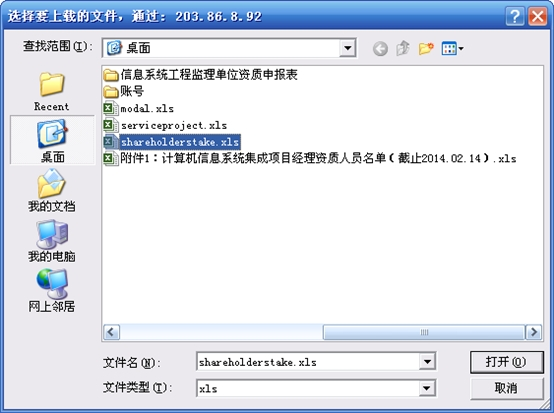 选择要上载的文件，通过: 203.86.8.92
查找范围(I):
桌面
Recent
桌面
我的文档
我的电脑
网上邻居
信息系统工程监理单位资质申报表
账号
modal.xls
serviceproject.xls
shareholderstake.xls
附件1：计算机信息系统集成项目经理资质人员名单（截止2014.02.14）.xls
文件名(N):
shareholderstake.xls
打开(O)
文件类型(T):
xls
取消